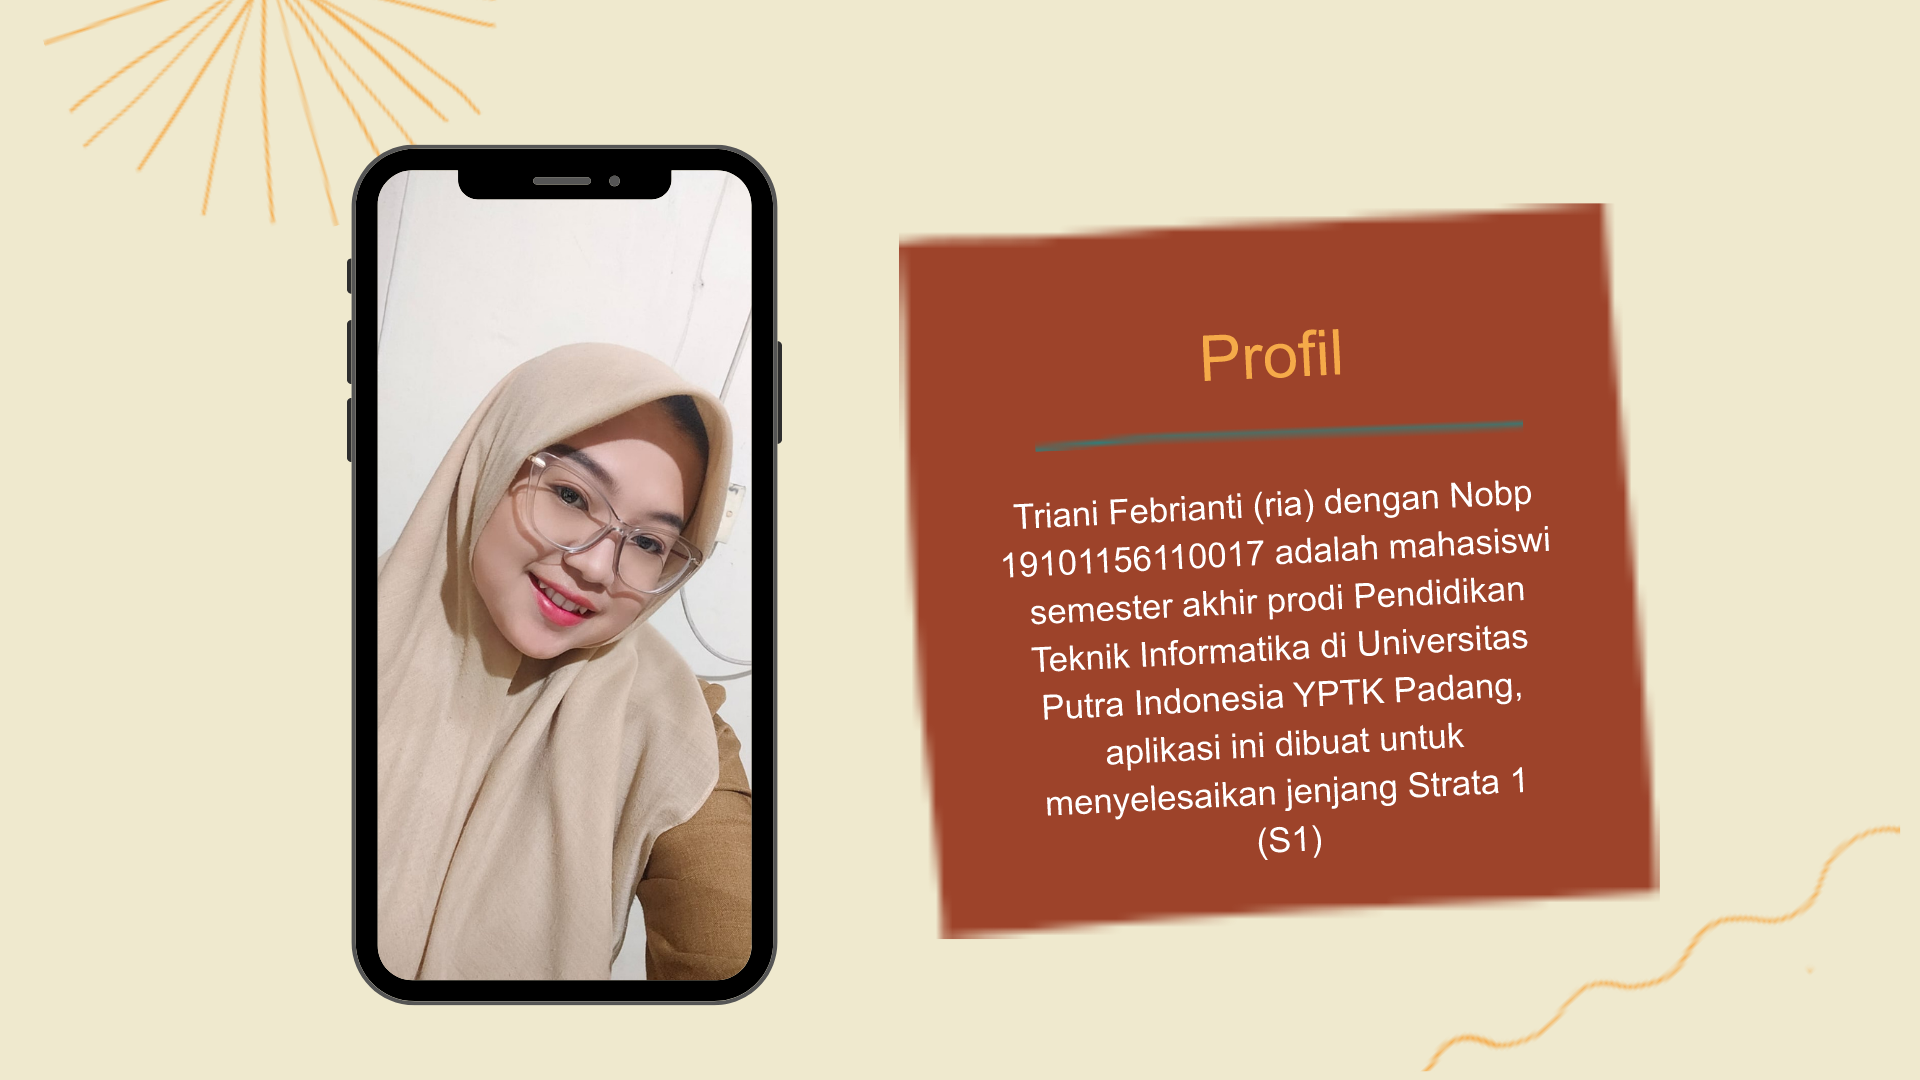 Profil
Triani Febrianti (ria) dengan Nobp
19101156110017 adalah mahasiswi
semester akhir prodi Pendidikan
Teknik Informatika di Universitas
Putra Indonesia YPTK Padang,
aplikasi ini dibuat untuk
menyelesaikan jenjang Strata 1
(S1)